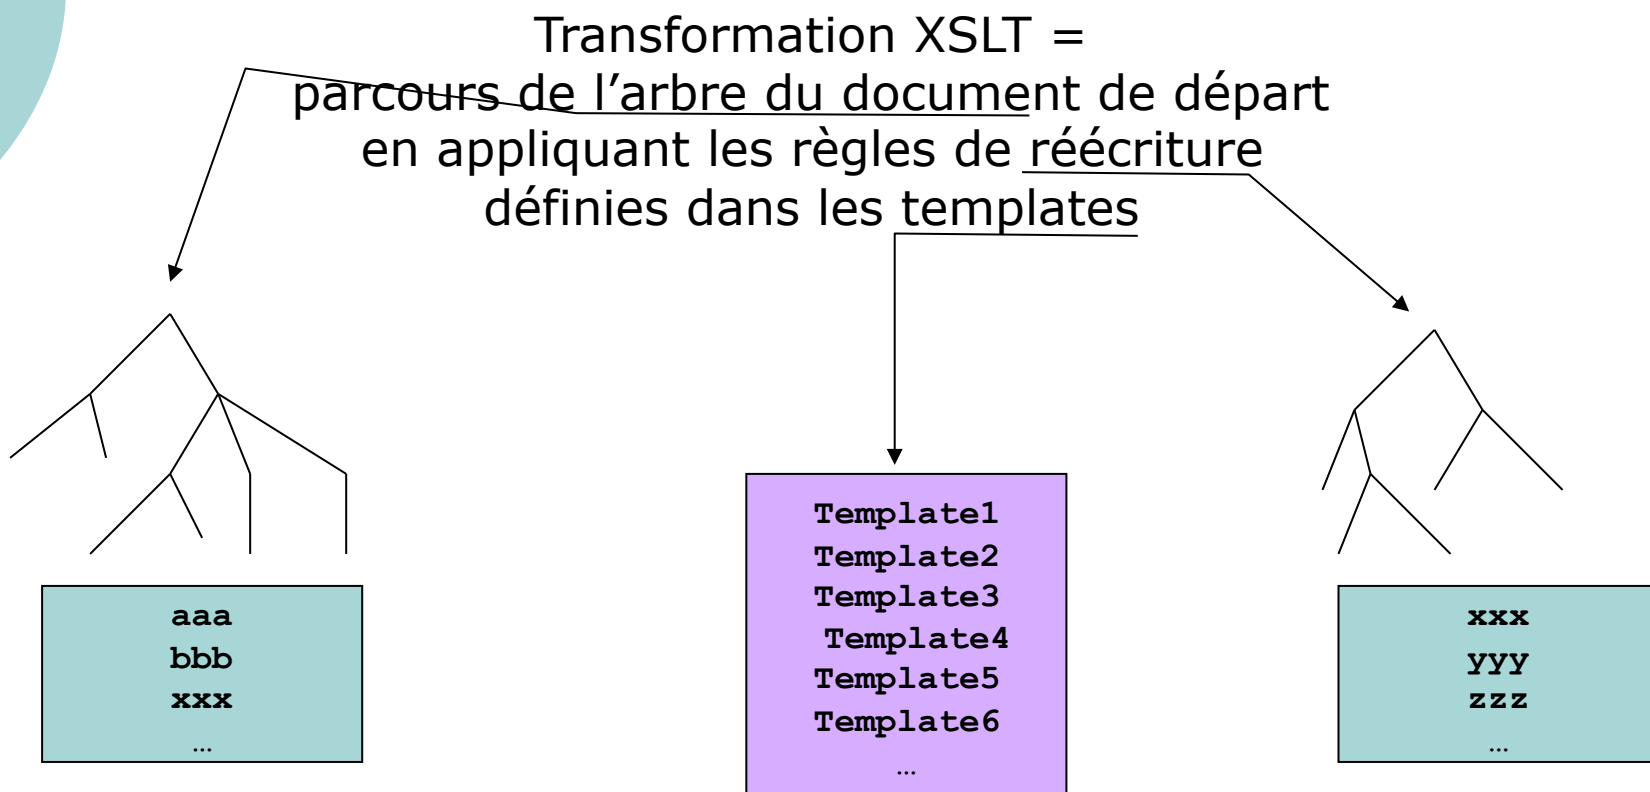 Transformation XSLT =
parcours de l’arbre du document de départ
en appliquant les règles de réécriture
définies dans les templates
aaa
bbb
xxx
…
Template1
Template2
Template3
Template4
Template5
Template6
…
xxx
yyy
zzz
…